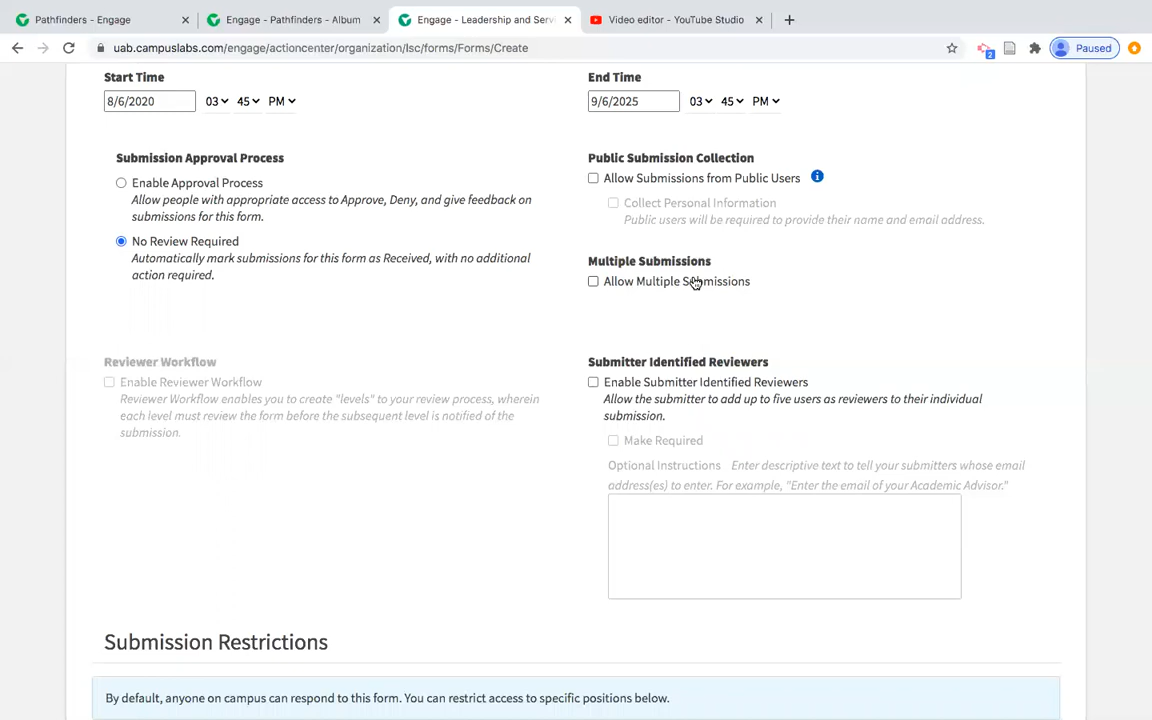 Pathfinders - Engage
Engage - Pathfinders - Album
Engage - Leadership and Servi
Video editor - YouTube Studio
uab.campuslabs.com/engage/actioncenter/organization/lsc/forms/Forms/Create
2
Paused
Start Time
End Time
8/6/2020 03 45 PM
9/6/2025 03 45 PM
Submission Approval Process
Public Submission Collection
Enable Approval Process
Allow Submissions from Public Users
Allow people with appropriate access to Approve, Deny, and give feedback on
submissions for this form.
Collect Personal Information
Public users will be required to provide their name and email address.
No Review Required
Automatically mark submissions for this form as Received, with no additional
action required.
Multiple Submissions
Allow Multiple Submissions
Reviewer Workflow
Enable Reviewer Workflow
Reviewer Workflow enables you to create "levels" to your review process, wherein
each level must review the form before the subsequent level is notified of the
submission.
Submitter Identified Reviewers
Enable Submitter Identified Reviewers
Allow the submitter to add up to five users as reviewers to their individual
submission.
Make Required
Optional Instructions Enter descriptive text to tell your submitters whose email
address(es) to enter. For example, "Enter the email of your Academic Advisor."
Submission Restrictions
By default, anyone on campus can respond to this form. You can restrict access to specific positions below.